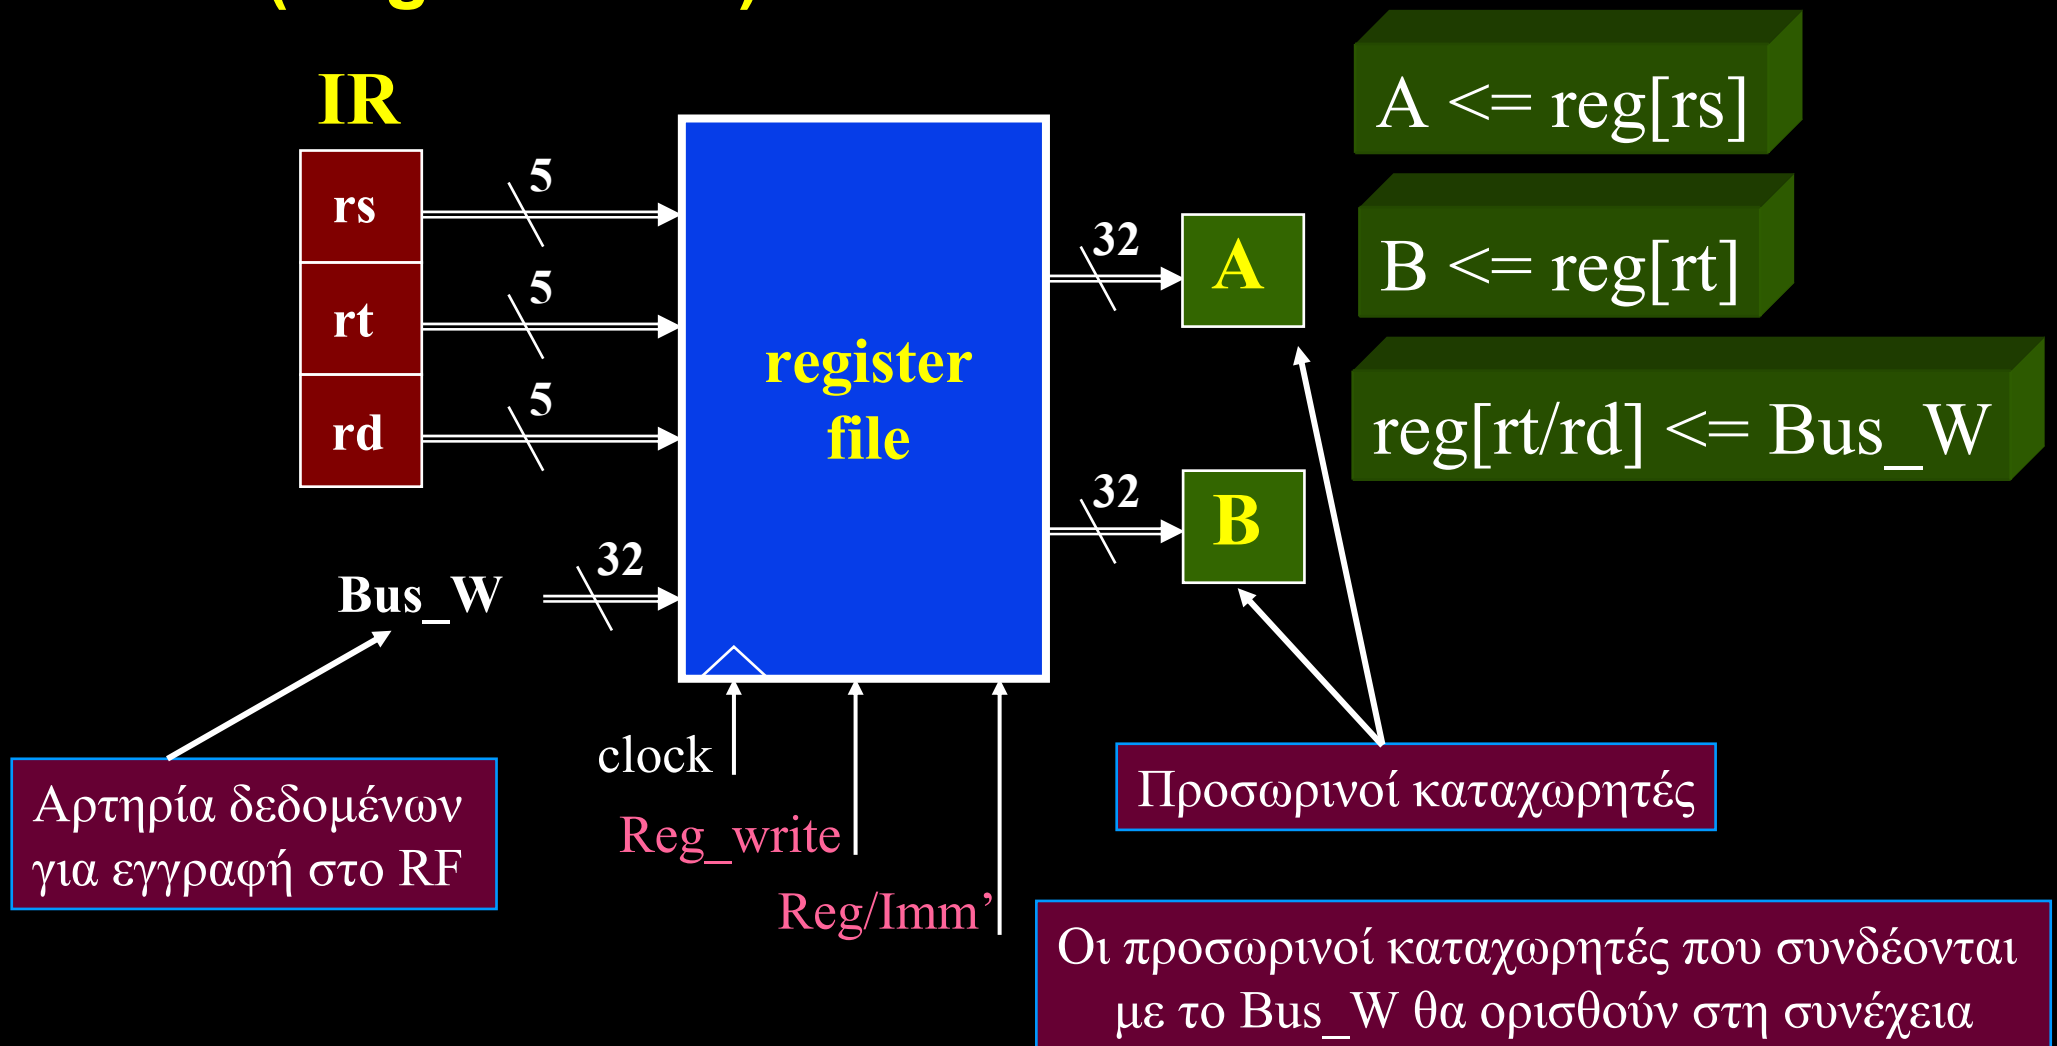 IR
rs
5
rt
5
rd
5
Bus_W
32
register
file
32
A
32
B
A <= reg[rs]
B <= reg[rt]
reg[rt/rd] <= Bus_W
clock
Reg_write
Reg/Imm’
Αρτηρία δεδομένων
για εγγραφή στο RF
Προσωρινοί καταχωρητές
Οι προσωρινοί καταχωρητές που συνδέονται
με το Bus_W θα ορισθούν στη συνέχεια